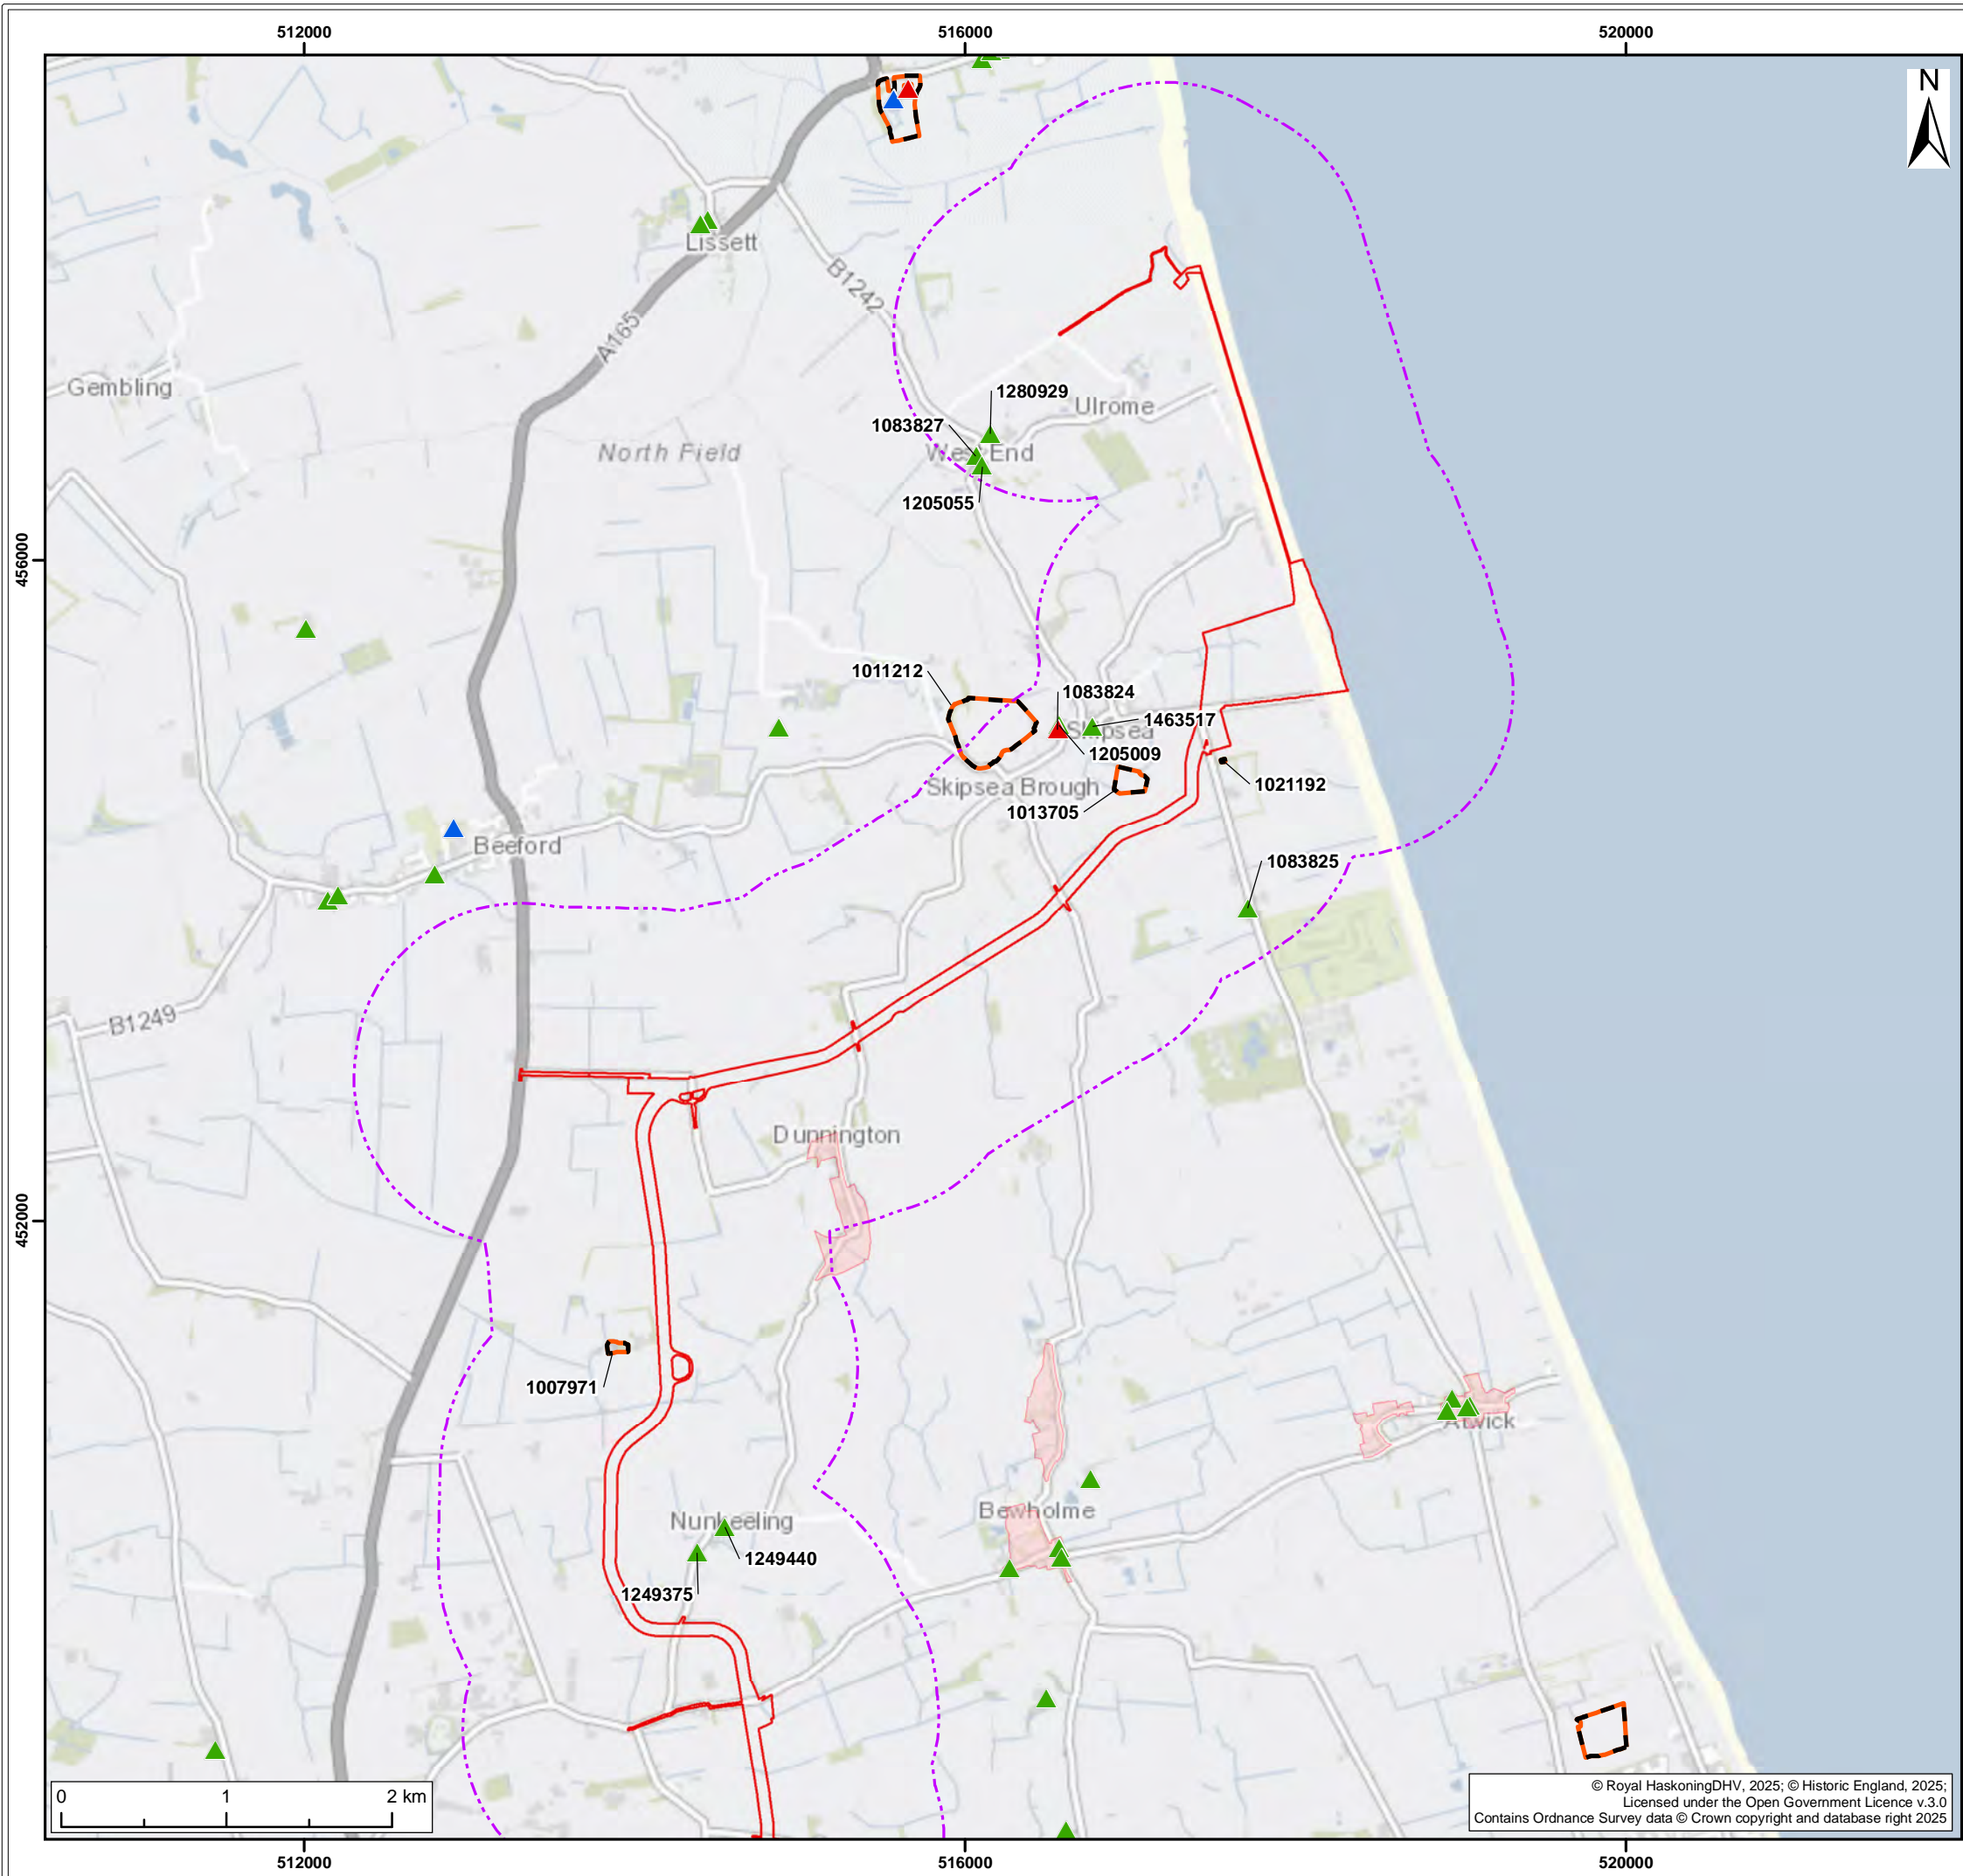 512000
516000
520000
N
Lissett
B1242
A165
Gembling
1280929
Ulrome
1083827
North Field
West End
1205055
456000
1011212
1083824
1463517
Skipsea
1205009
Skipsea Brough
1021192
1013705
Beeford
1083825
B1249
Dunnington
452000
1007971
Atwick
Bewholme
Nunkeeling
1249440
1249375
0 1 2 km
© Royal HaskoningDHV, 2025; © Historic England, 2025;
Licensed under the Open Government Licence v.3.0
Contains Ordnance Survey data © Crown copyright and database right 2025
512000
516000
520000